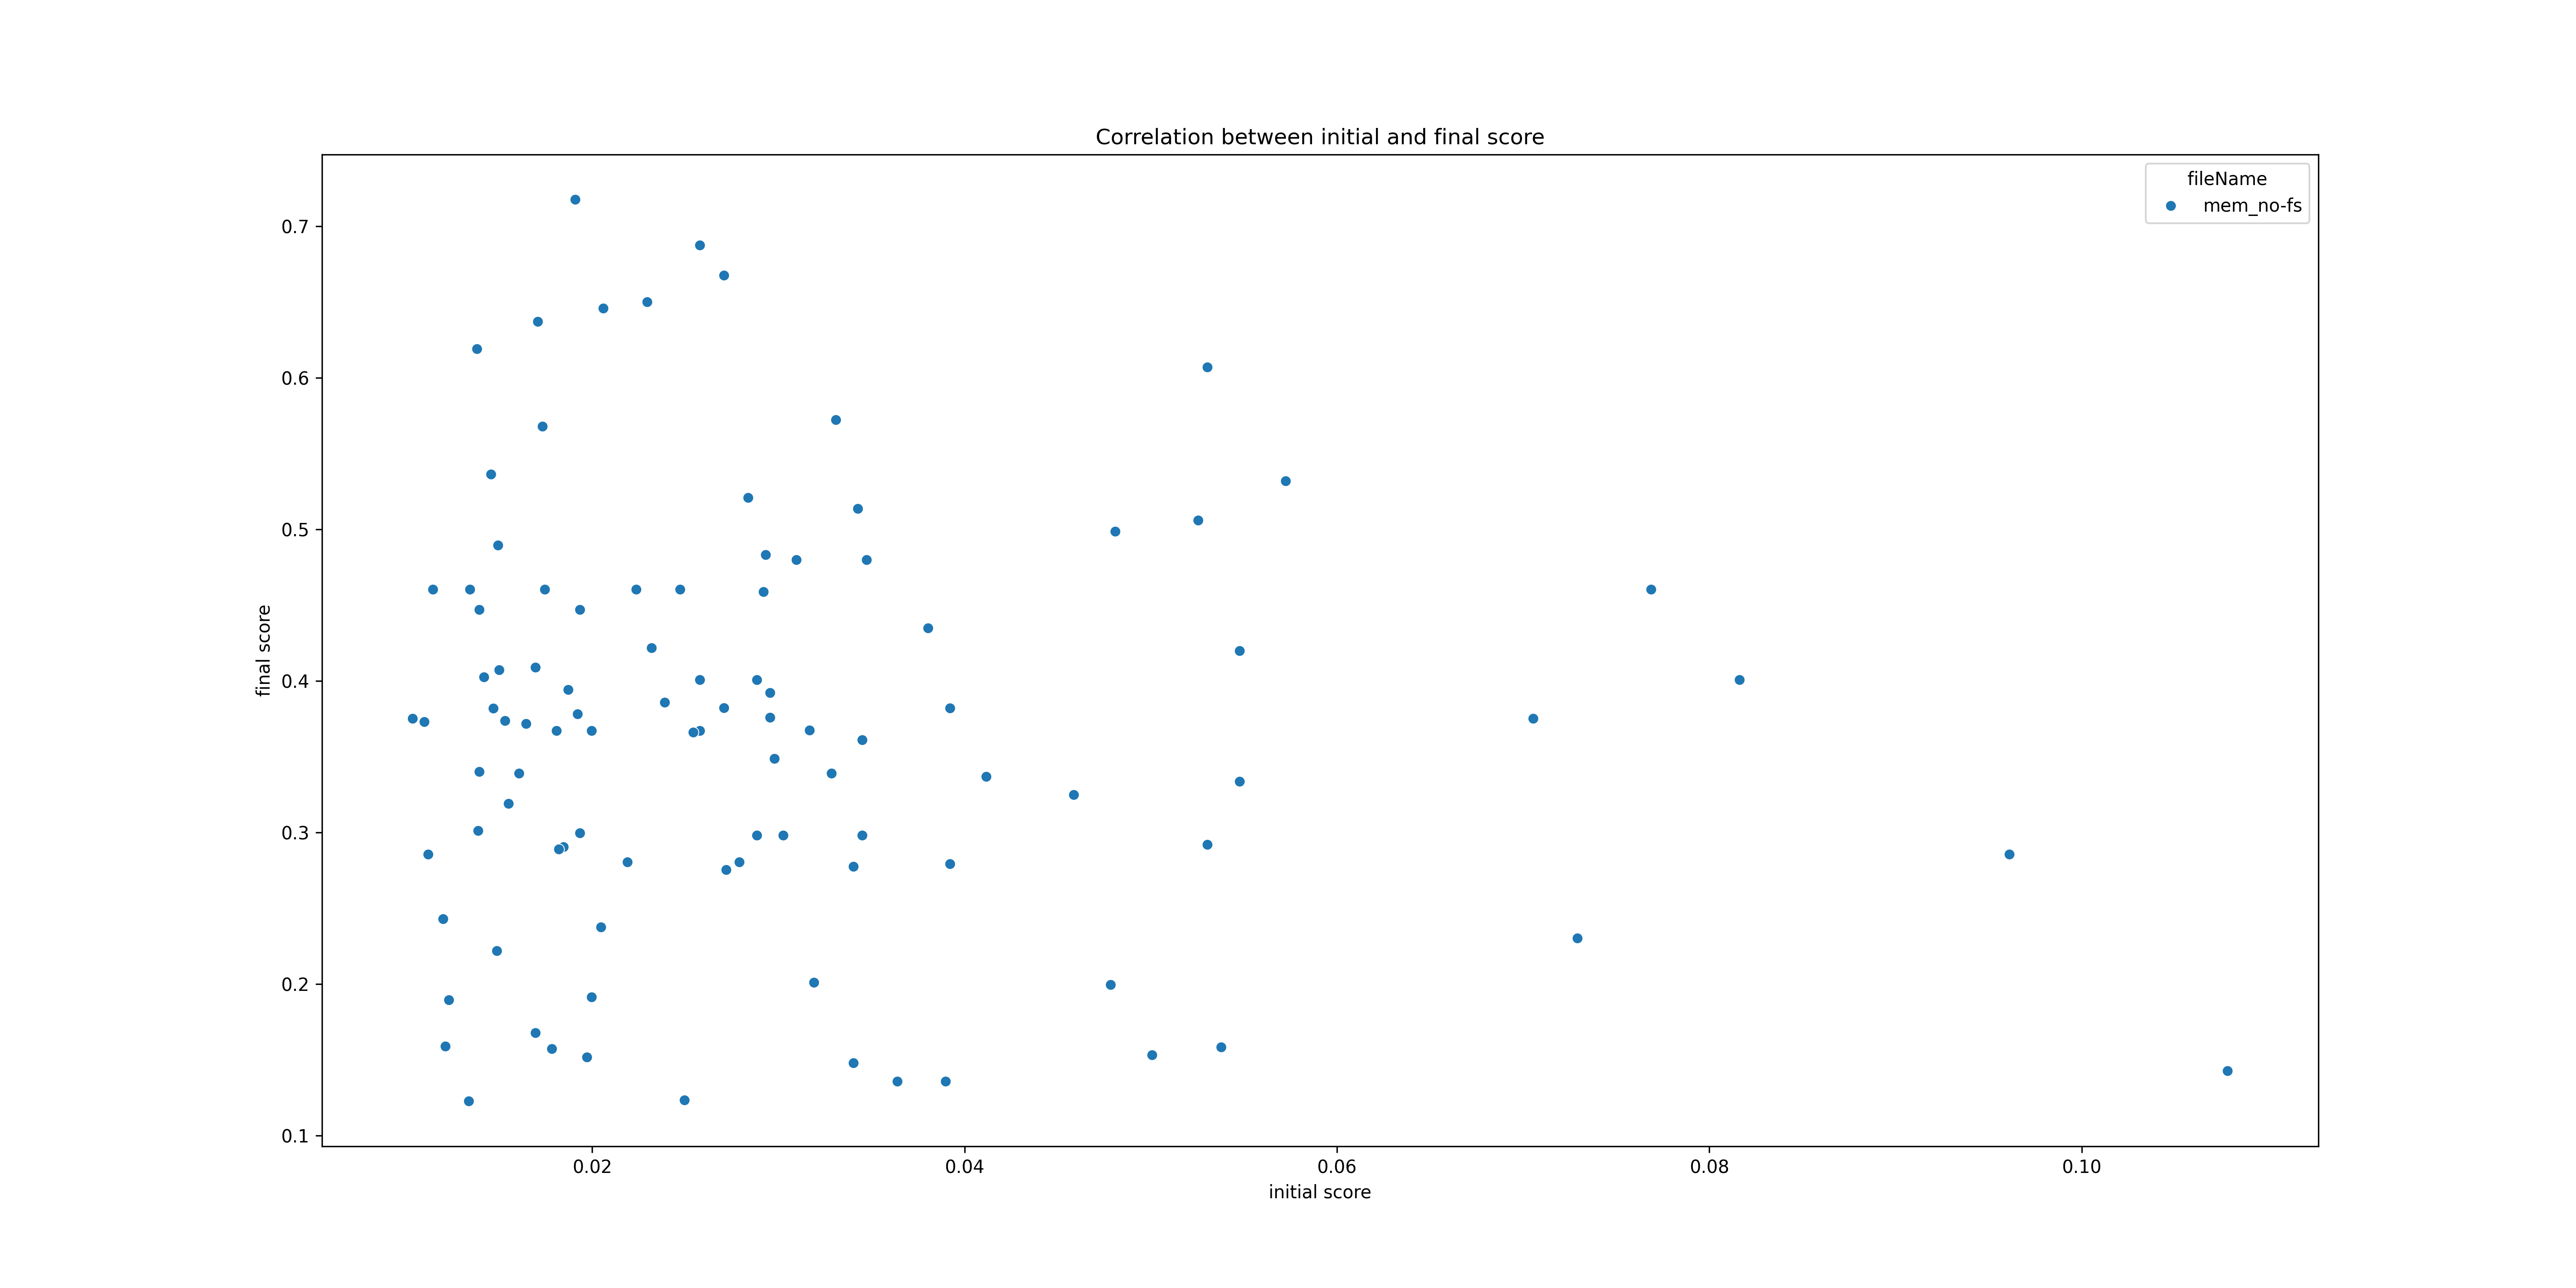 Correlation between initial and final score
fileName
mem_no-fs
0.7
0.6
0.5
0.4
0.3
0.2
0.1
final score
0.02 0.04 0.06 0.08 0.10
initial score